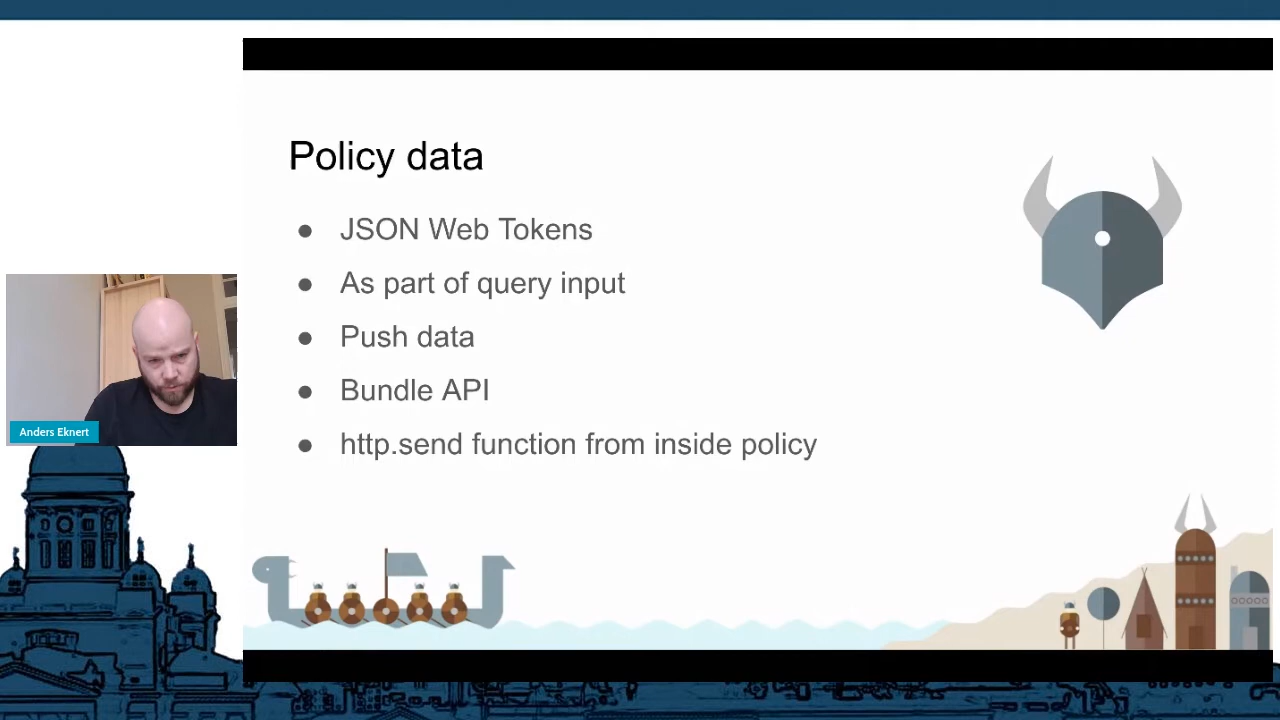 Policy data
● JSON Web Tokens
● As part of query input
● Push data
● Bundle API
● http.send function from inside policy
Anders Eknert